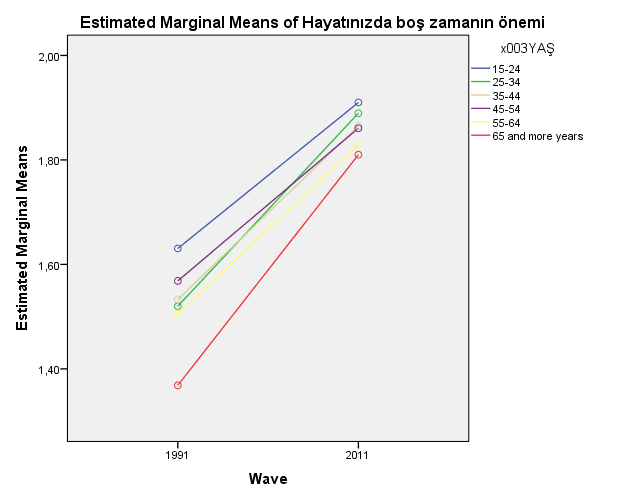 Estimated Marginal Means of Hayatınızda boş zamanın önemi
x003YAŞ
15-24
25-34
35-44
45-54
55-64
65 and more years
2,00
1,80
1,60
1,40
Estimated Marginal Means
1991
2011
Wave